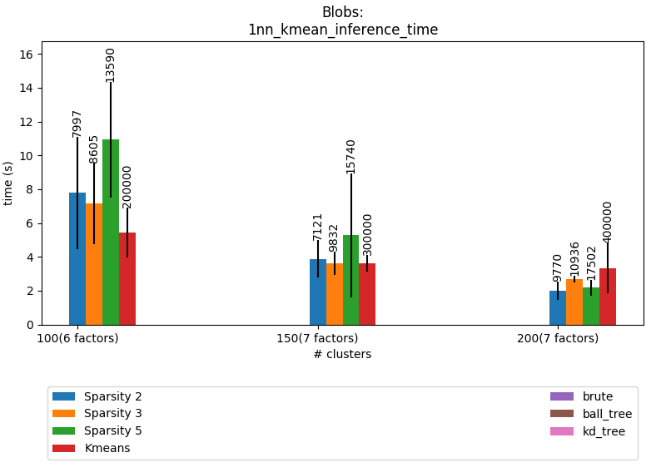 Blobs:
1nn_kmean_inference_time
16
14
12
10
8
6
4
2
0
time (s)
7997
8605
13590
200000
7121
9832
15740
300000
9770
10936
17502
400000
100(6 factors)
150(7 factors)
200(7 factors)
# clusters
Sparsity 2
Sparsity 3
Sparsity 5
Kmeans
brute
ball_tree
kd_tree